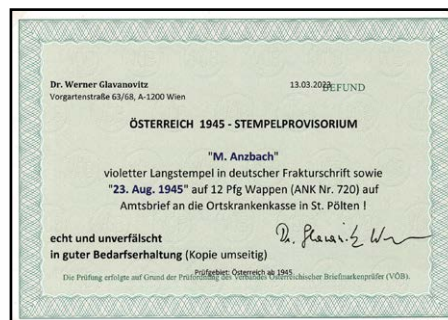 Dr. Werner Glavanovitz
Vorgartenstraße 63/68, A-1200 Wien
13.03.2023 BEFUND
ÖSTERREICH 1945 - STEMPELPROVISORIUM
"M. Anzbach"
violetter Langstempel in deutscher Frakturschrift sowie
"23. Aug. 1945" auf 12 Pfg Wappen (ANK Nr. 720) auf
Amtsbrief an die Ortskrankenkasse in St. Pölten !
echt und unverfälscht
in guter Bedarfserhaltung (Kopie umseitig)
Prüfgebiet: Österreich ab 1945
Die Prüfung erfolgte auf Grund der Prüfordnung des Verbandes Österreichischer Briefmarkenprüfer (VÖB).